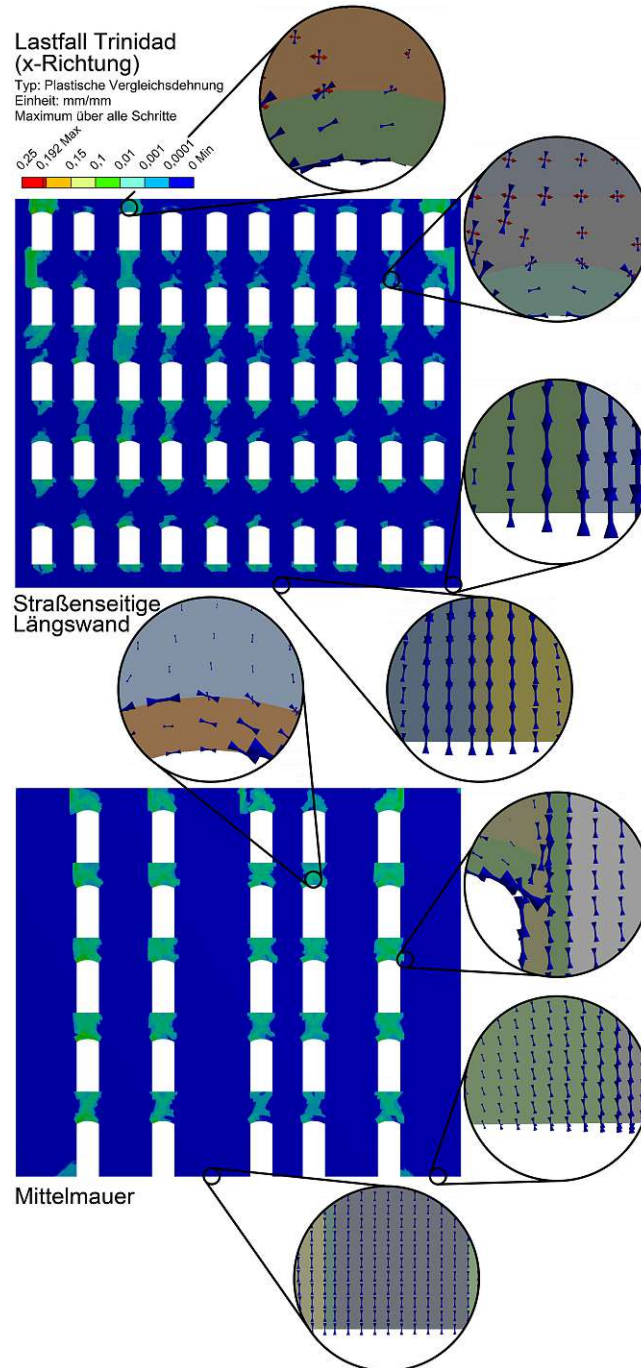 Lastfall Trinidad
(x-Richtung)
Typ: Plastische Vergleichsdehnung
Einheit: mm/mm
Maximum über alle Schritte
0,25
0,192 Max
0,15
0,1
0,01
0,001
0,0001
0 Min
Straßenseitige
Längswand
Mittelmauer